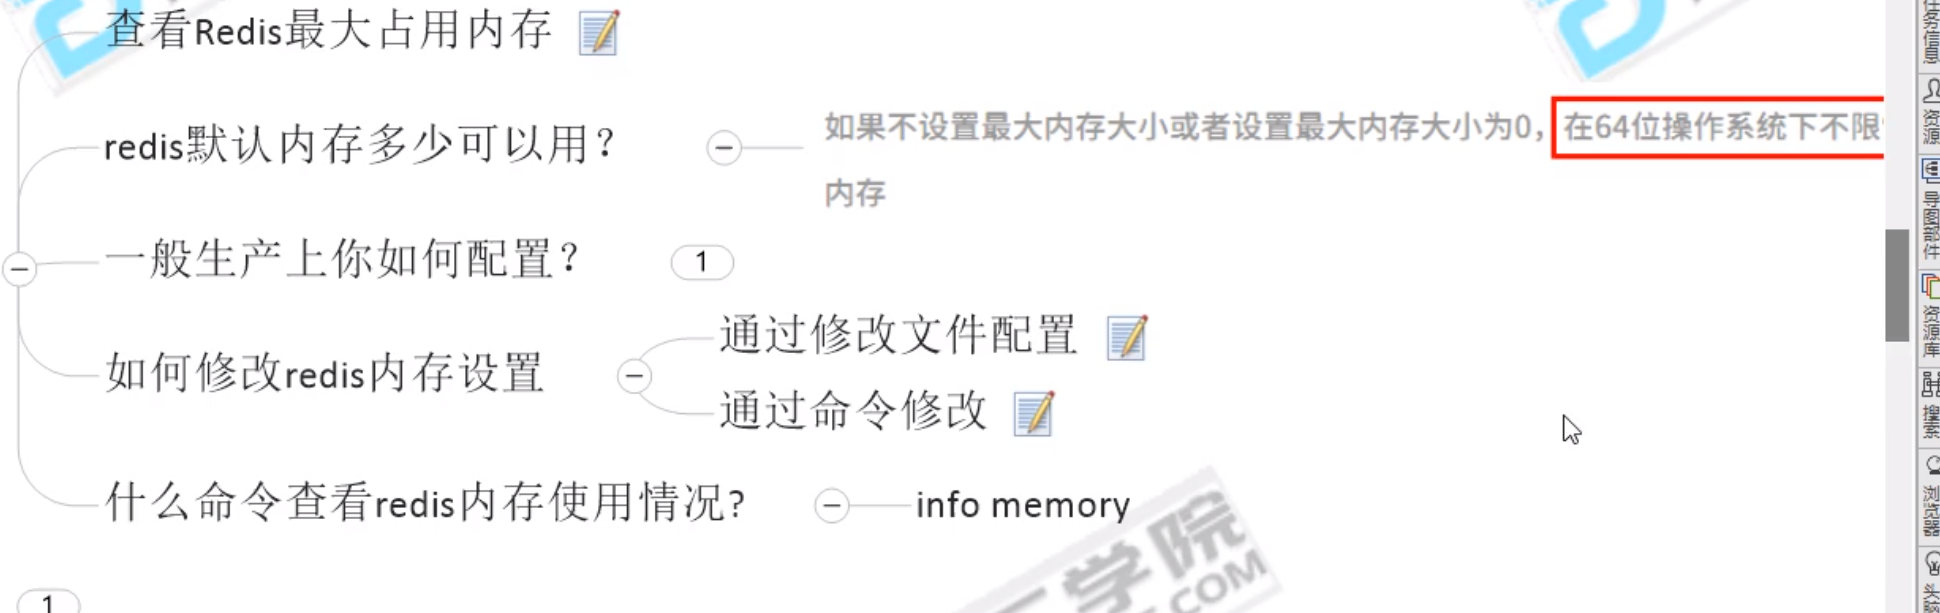 查看Redis最大占用内存
redis默认内存多少可以用？
如果不设置最大内存大小或者设置最大内存大小为0，在64位操作系统下不限
内存
一般生产上你如何配置？
1
如何修改redis内存设置
通过修改文件配置
通过命令修改
什么命令查看redis内存使用情况?
info memory
1
学院
.COM
任务信息
资源
导图部件
资源库
搜索
浏览器
头脑